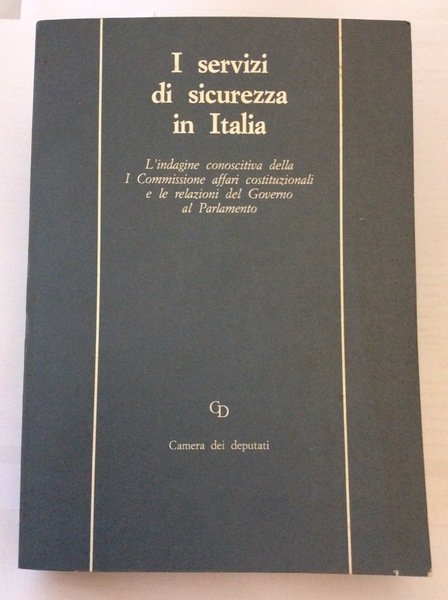 I servizi
di sicurezza
in Italia
L'indagine conoscitiva della
I Commissione affari costituzionali
e le relazioni del Governo
al Parlamento
CD
Camera dei deputati